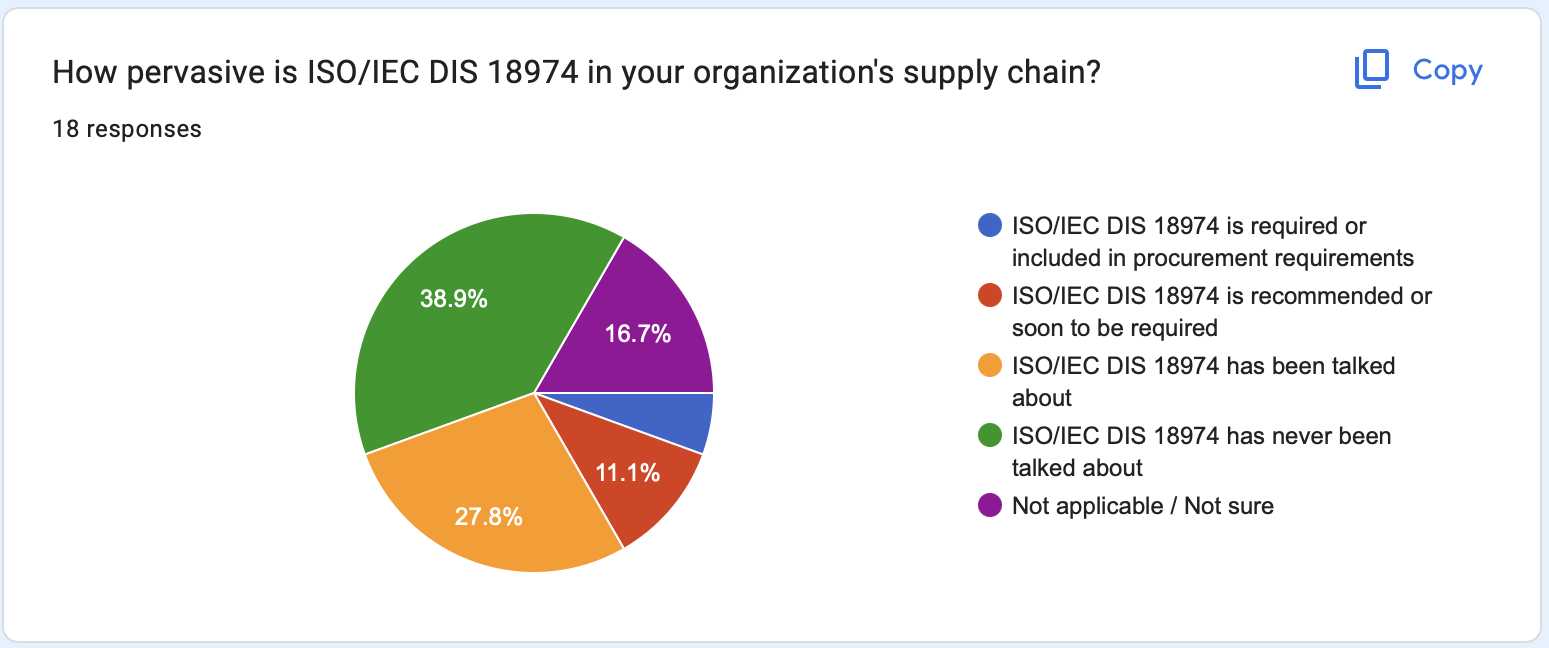 How pervasive is ISO/IEC DIS 18974 in your organization's supply chain?
Copy
18 responses
38.9%
16.7%
11.1%
27.8%
ISO/IEC DIS 18974 is required or
included in procurement requirements
ISO/IEC DIS 18974 is recommended or
soon to be required
ISO/IEC DIS 18974 has been talked
about
ISO/IEC DIS 18974 has never been
talked about
Not applicable / Not sure